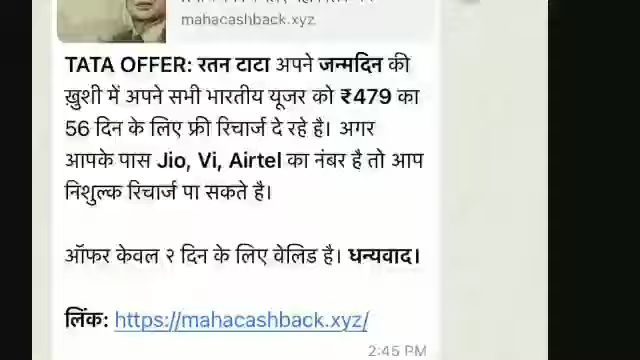 mahacashback.xyz
TATA OFFER: रतन टाटा अपने जन्मदिन की
ख़ुशी में अपने सभी भारतीय यूजर को ₹479 का
56 दिन के लिए फ्री रिचार्ज दे रहे है। अगर
आपके पास Jio, Vi, Airtel का नंबर है तो आप
निशुल्क रिचार्ज पा सकते है।
ऑफर केवल २ दिन के लिए वेलिड है। धन्यवाद।
लिंक: https://mahacashback.xyz/
2:45 PM